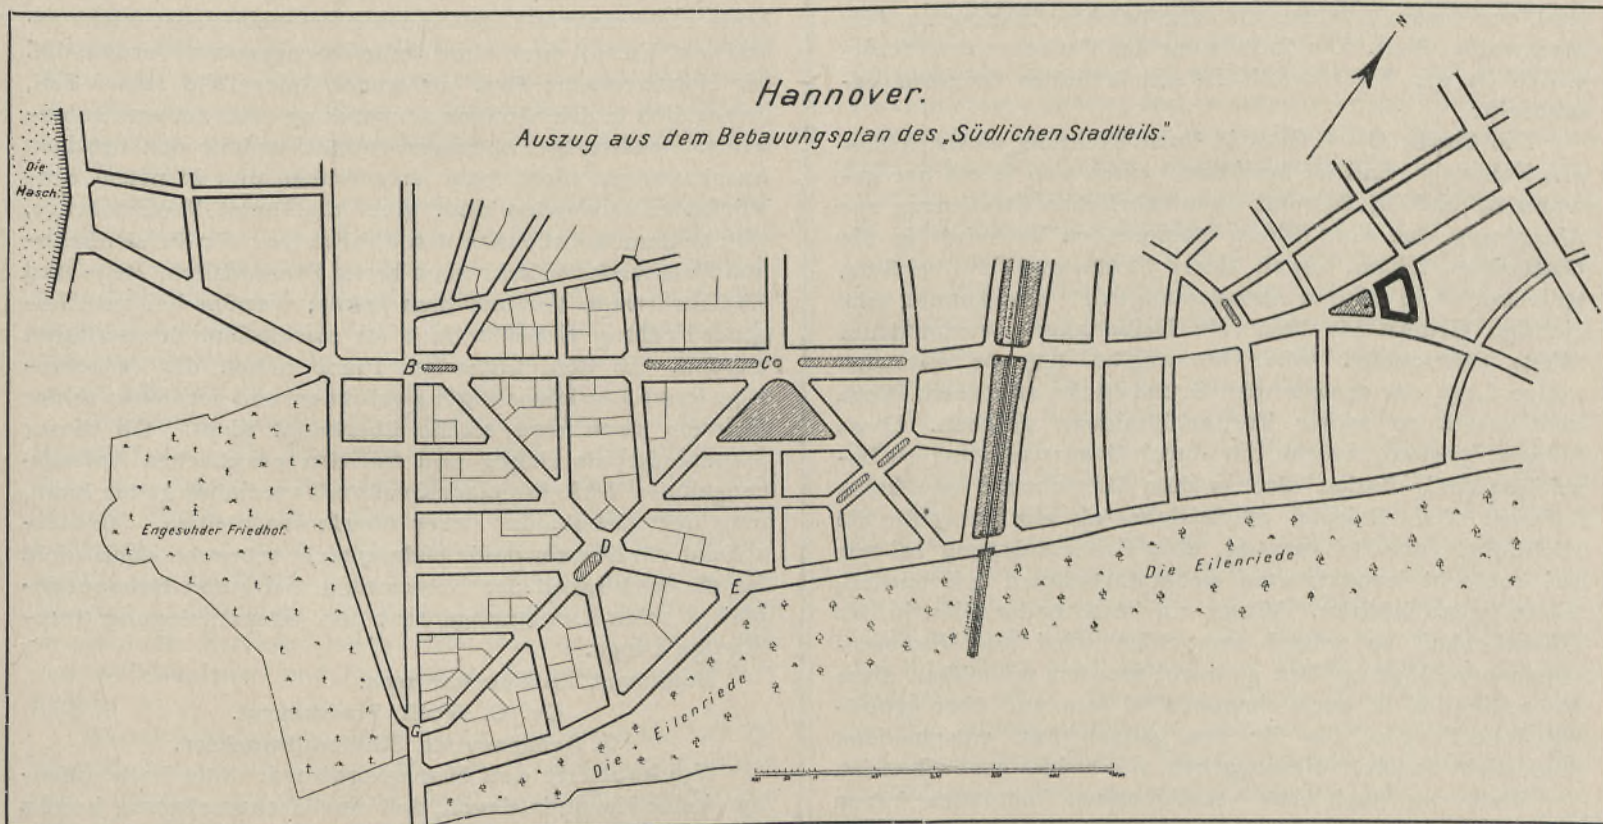 N
Hannover.
Auszug aus dem Bebauungsplan des „Südlichen Stadtteils."
Die
Masch.
B
C
Engesohder Friedhof.
D
E
Die Eilenriede
G
Die Eilenriede